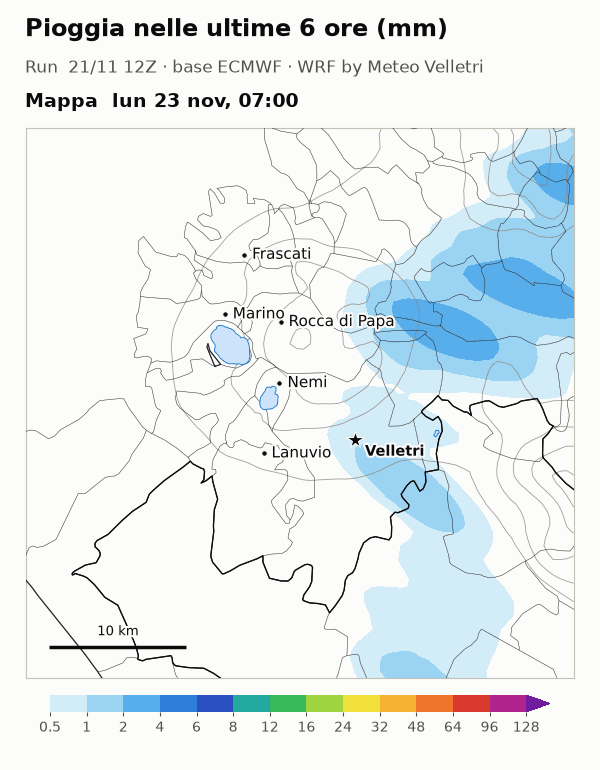 Pioggia nelle ultime 6 ore (mm)
Run  21/11 12Z · base ECMWF · WRF by Meteo Velletri
Mappa  lun 23 nov, 07:00
Frascati
Marino
Rocca di Papa
Nemi
Velletri
Lanuvio
10 km
0.5 1 2 4 6 8 12 16 24 32 48 64 96 128